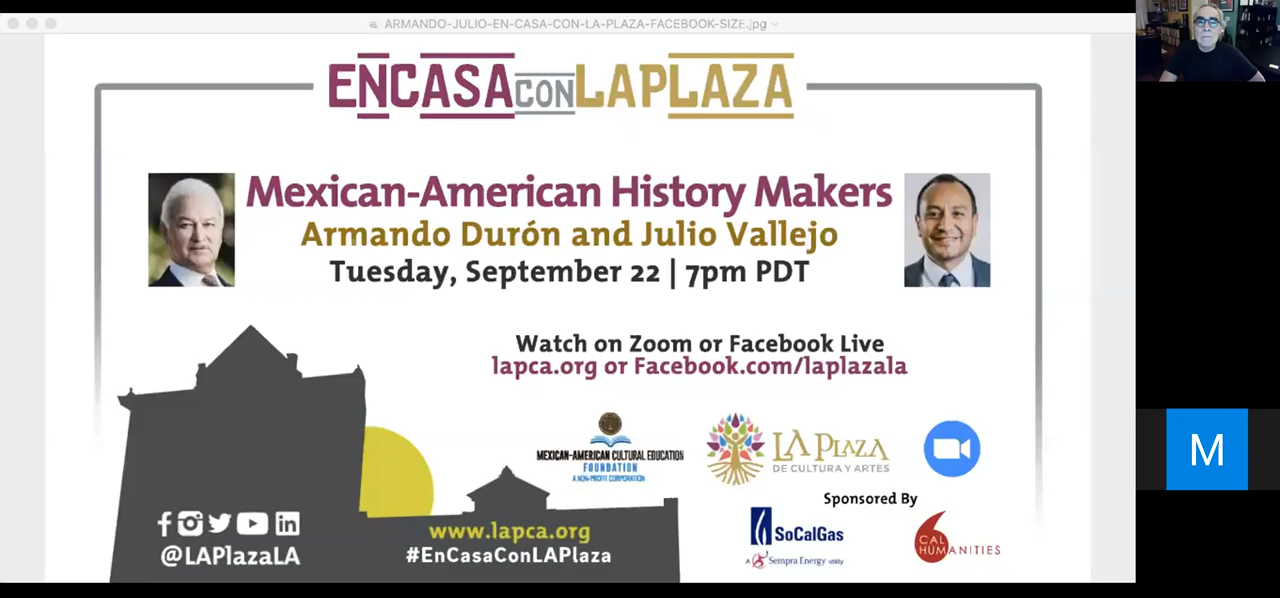 ARMANDO-JULIO-EN-CASA-CON-LA-PLAZA-FACEBOOK-SIZE.jpg
ENCASACONLAPLAZA
Mexican-American History Makers
Armando Durón and Julio Vallejo
Tuesday, September 22 | 7pm PDT
Watch on Zoom or Facebook Live
lapca.org or Facebook.com/laplazala
MEXICAN-AMERICAN CULTURAL EDUCATION
FOUNDATION
A NON-PROFIT CORPORATION
LA PLAZA
DE CULTURA Y ARTES
M
Sponsored By
SoCalGas
A Sempra Energy utility
CAL
HUMANITIES
www.lapca.org
#EnCasaConLAPlaza
@LAPlazaLA